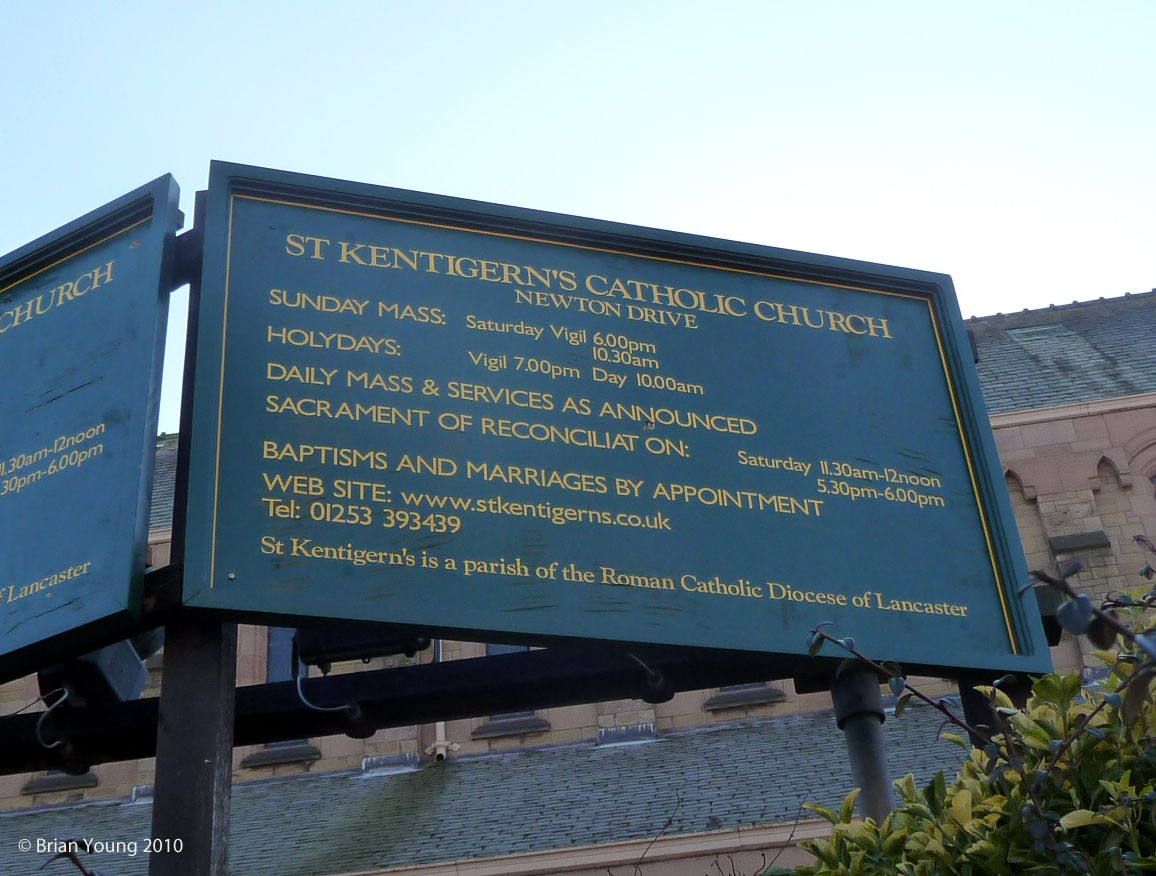 ST KENTIGERN'S CATHOLIC CHURCH
NEWTON DRIVE
SUNDAY MASS: Saturday Vigil 6.00pm
10.30am
HOLYDAYS: Vigil 7.00pm Day 10.00am
DAILY MASS & SERVICES AS ANNOUNCED
SACRAMENT OF RECONCILIAT ON: Saturday 11.30am-12noon
5.30pm-6.00pm
BAPTISMS AND MARRIAGES BY APPOINTMENT
WEB SITE: www.stkentigerns.co.uk
Tel: 01253 393439
St Kentigern's is a parish of the Roman Catholic Diocese of Lancaster
CHURCH
1.30am-12noon
.30pm-6.00pm
Lancaster
© Brian Young 2010